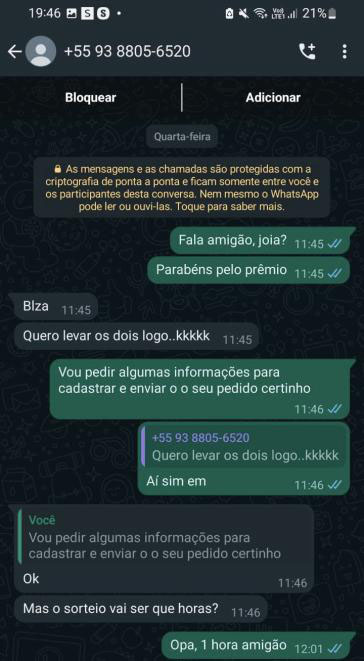 19:46
21%
+55 93 8805-6520
Bloquear
Adicionar
Quarta-feira
As mensagens e as chamadas são protegidas com a
criptografia de ponta a ponta e ficam somente entre você e
os participantes desta conversa. Nem mesmo o WhatsApp
pode ler ou ouvi-las. Toque para saber mais.
Fala amigão, joia? 11:45
Parabéns pelo prêmio 11:45
Blza 11:45
Quero levar os dois logo..kkkkk 11:45
Vou pedir algumas informações para
cadastrar e enviar o o seu pedido certinho
11:46
+55 93 8805-6520
Quero levar os dois logo..kkkkk
Aí sim em 11:46
Você
Vou pedir algumas informações para
cadastrar e enviar o o seu pedido certinho
Ok 11:46
Mas o sorteio vai ser que horas? 11:46
Opa, 1 hora amigão 12:01